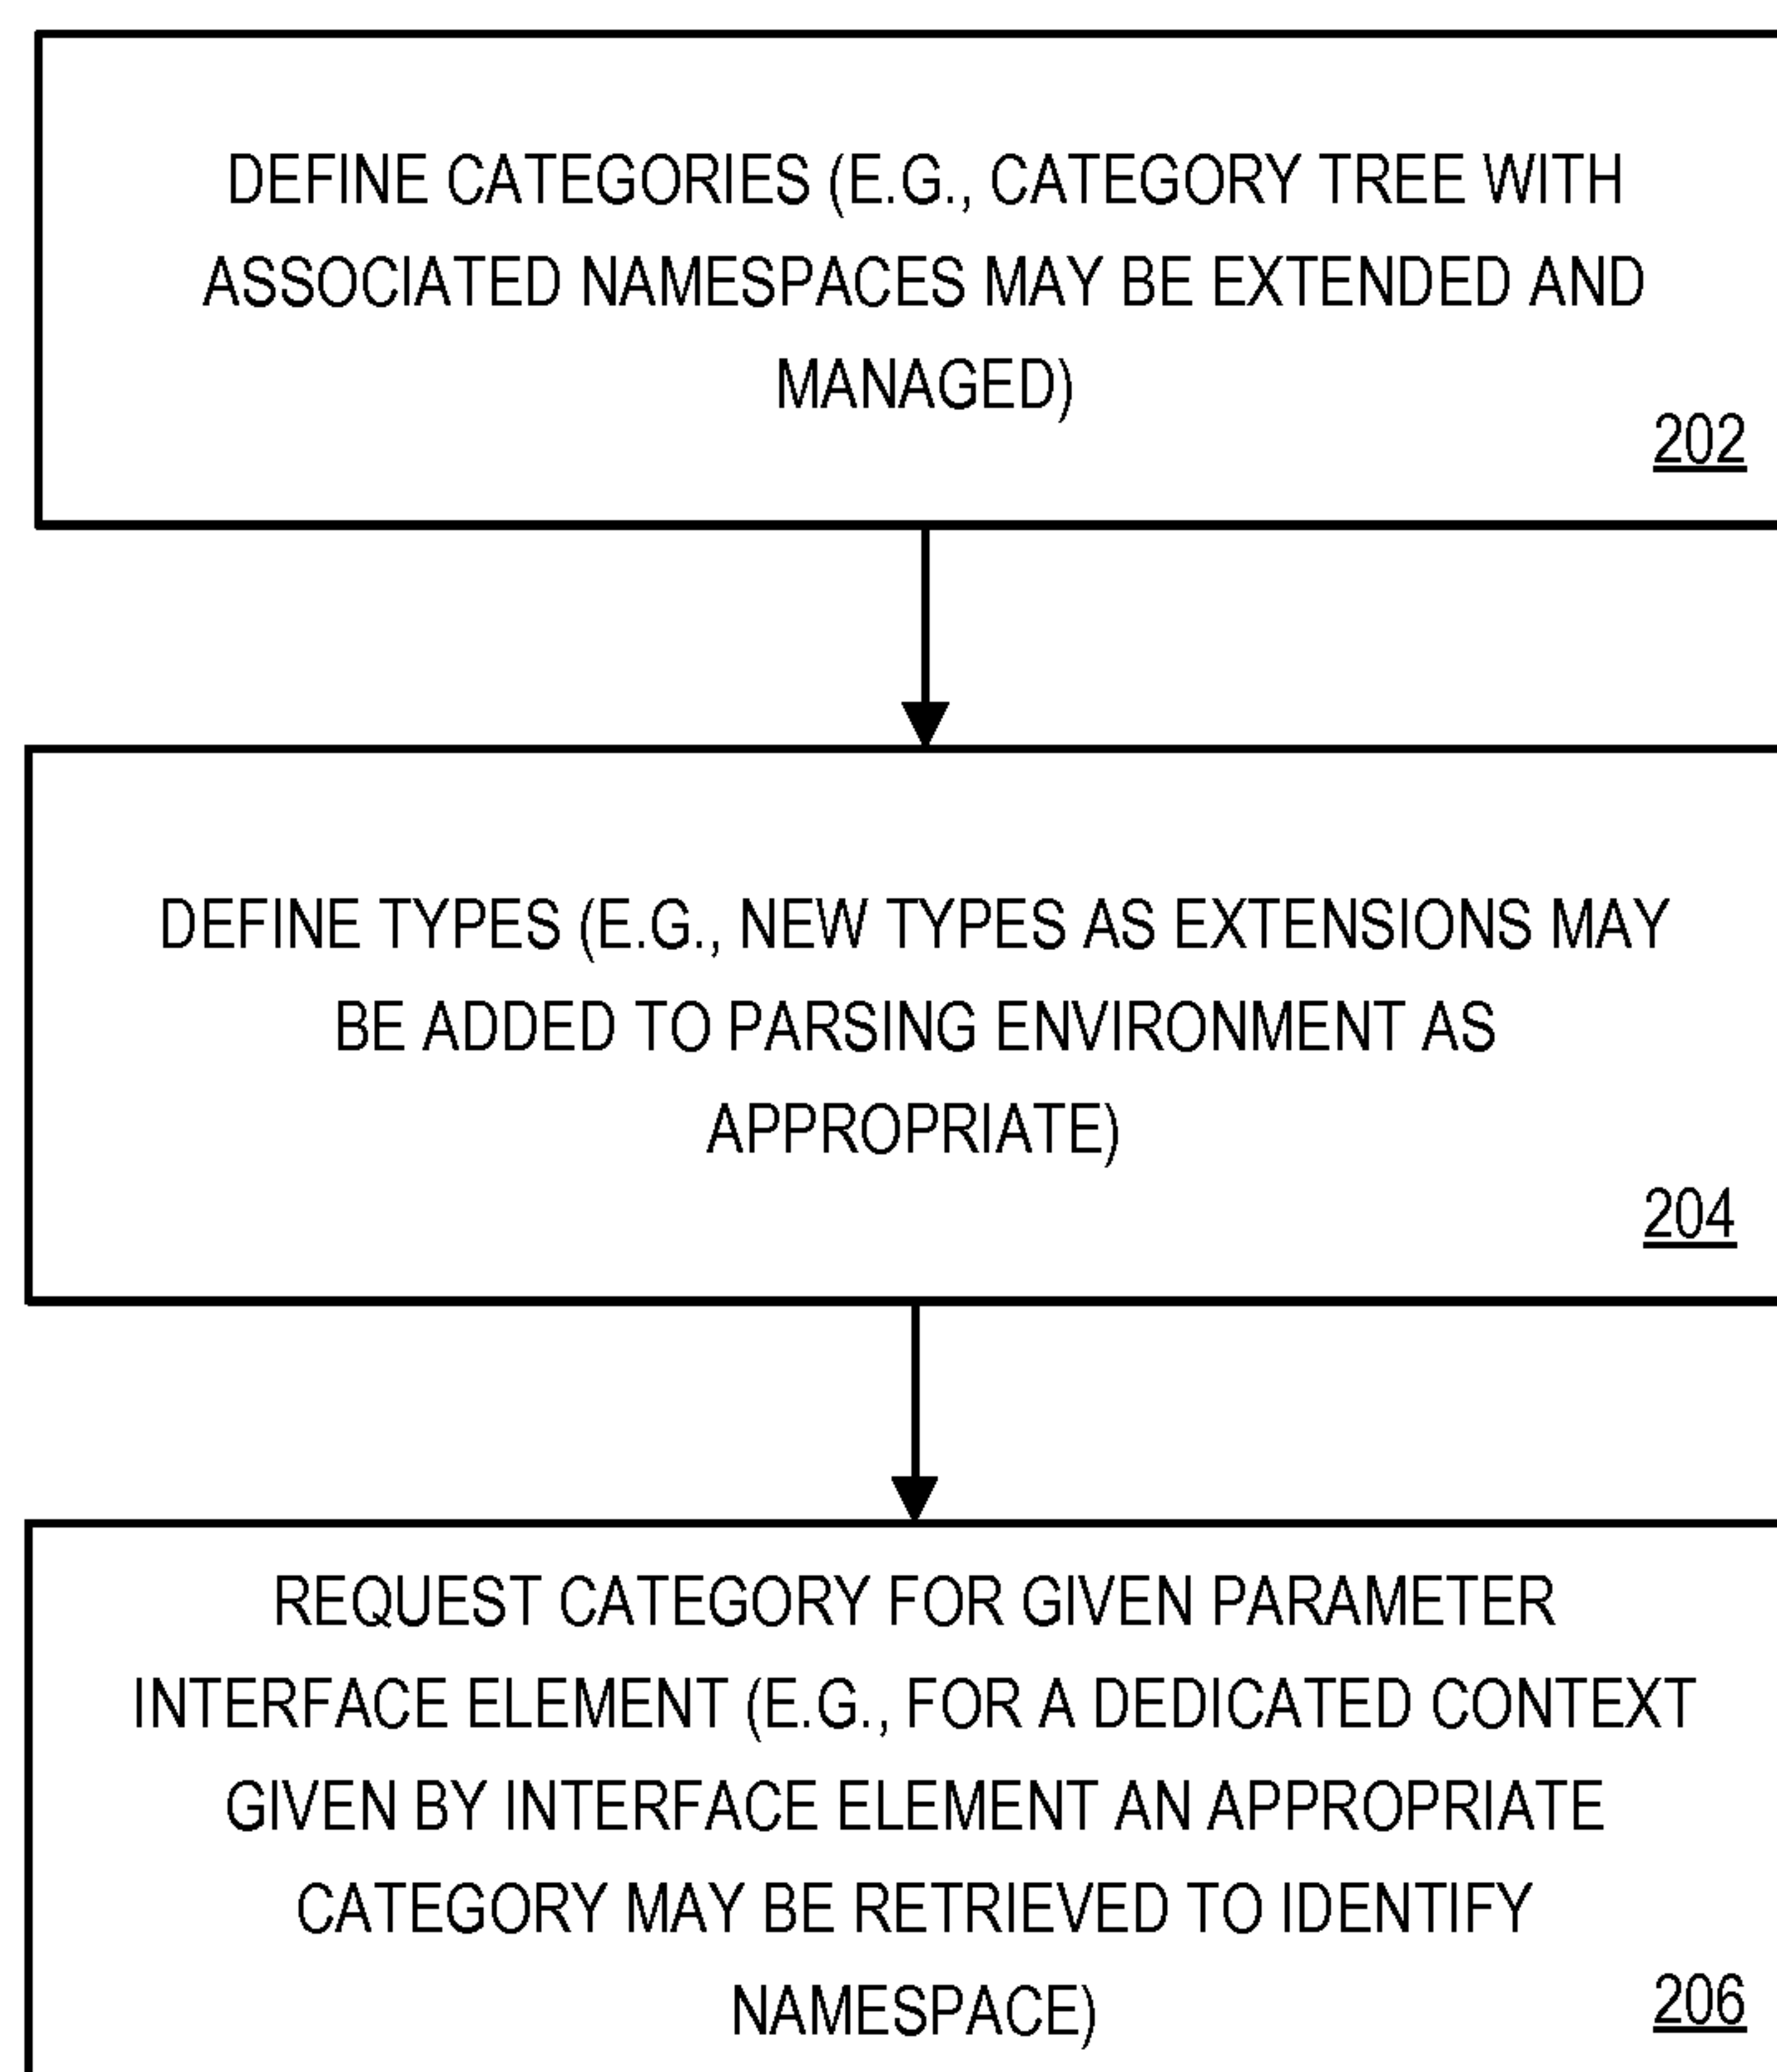 DEFINE CATEGORIES (E.G., CATEGORY TREE WITH
ASSOCIATED NAMESPACES MAY BE EXTENDED AND
MANAGED)
202
DEFINE TYPES (E.G., NEW TYPES AS EXTENSIONS MAY
BE ADDED TO PARSING ENVIRONMENT AS
APPROPRIATE)
204
REQUEST CATEGORY FOR GIVEN PARAMETER
INTERFACE ELEMENT (E.G., FOR A DEDICATED CONTEXT
GIVEN BY INTERFACE ELEMENT AN APPROPRIATE
CATEGORY MAY BE RETRIEVED TO IDENTIFY
NAMESPACE)
206